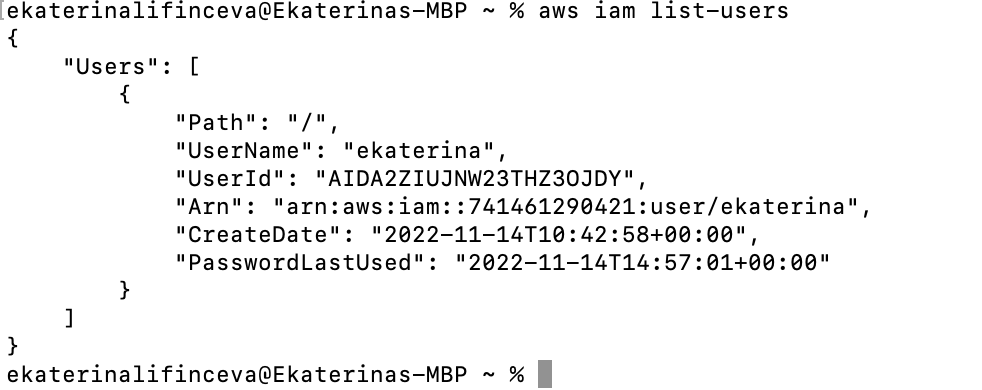 [ekaterinalifinceva@Ekaterinas-MBP ~ % aws iam list-users
{
    "Users": [
        {
            "Path": "/",
            "UserName": "ekaterina",
            "UserId": "AIDA2ZIUJNW23THZ3OJDY",
            "Arn": "arn:aws:iam::741461290421:user/ekaterina",
            "CreateDate": "2022-11-14T10:42:58+00:00",
            "PasswordLastUsed": "2022-11-14T14:57:01+00:00"
        }
    ]
}
ekaterinalifinceva@Ekaterinas-MBP ~ %